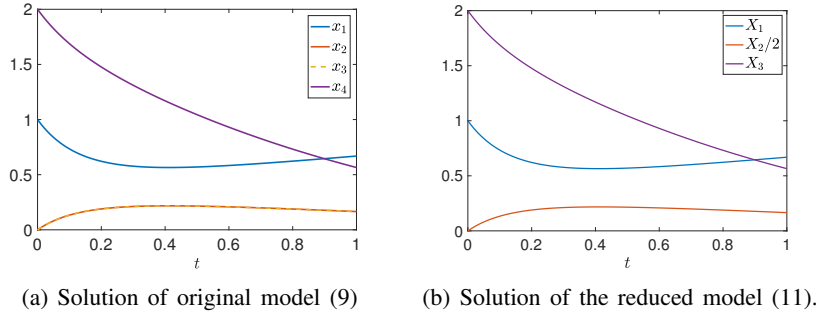 2
1.5
1
0.5
0
0 0.2 0.4 0.6 0.8 1
t
x₁
x₂
x₃
x₄
(a) Solution of original model (9)
2
1.5
1
0.5
0
0 0.2 0.4 0.6 0.8 1
t
X₁
X₂/2
X₃
(b) Solution of the reduced model (11).